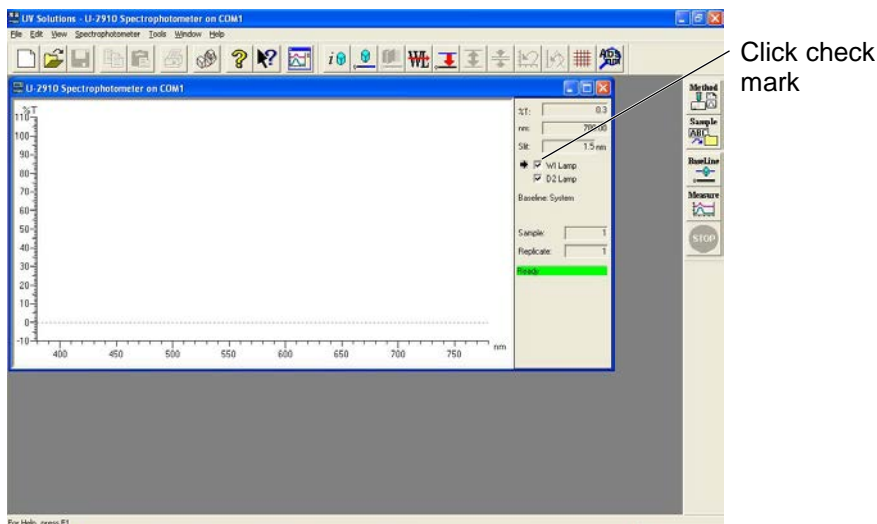 UV Solutions - U-2910 Spectrophotometer on COM1
File Edit View Spectrophotometer Tools Window Help
Click check
mark
U-2910 Spectrophotometer on COM1
Method
Sample
ABC
BaseLine
Measure
STOP
%T
110
100
90
80
70
60
50
40
30
20
10
0
-10
400 450 500 550 600 650 700 750 nm
%T: 0.3
nm: 700.00
Slit: 1.5 nm
WI Lamp
D2 Lamp
Baseline: System
Sample: 1
Replicate: 1
Ready
For Help, press F1